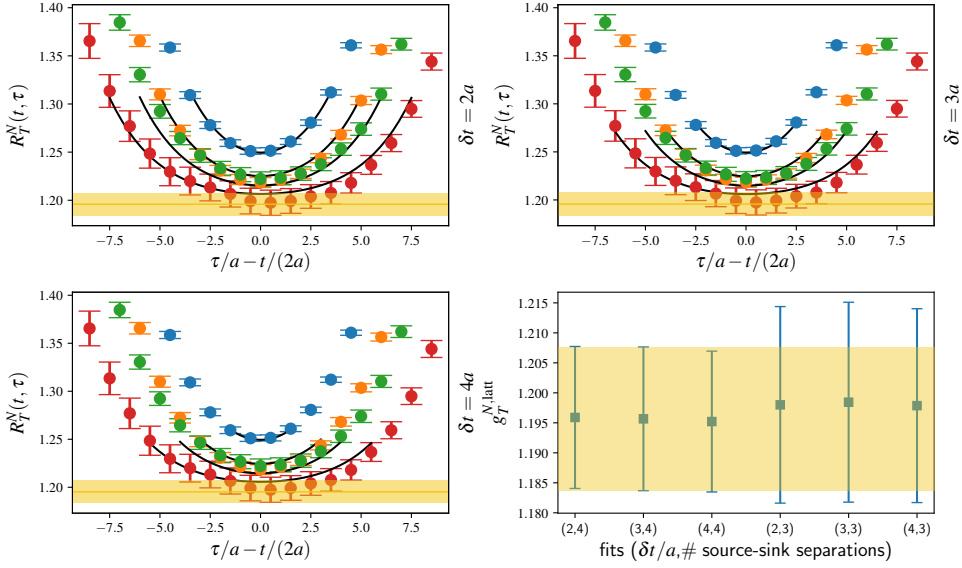 1.40
1.35
1.30
1.25
1.20
R_T^N(t, τ)
−7.5 −5.0 −2.5 0.0 2.5 5.0 7.5
τ/a − t/(2a)
δt = 2a
1.40
1.35
1.30
1.25
1.20
R_T^N(t, τ)
−7.5 −5.0 −2.5 0.0 2.5 5.0 7.5
τ/a − t/(2a)
δt = 3a
1.40
1.35
1.30
1.25
1.20
R_T^N(t, τ)
−7.5 −5.0 −2.5 0.0 2.5 5.0 7.5
τ/a − t/(2a)
δt = 4a
1.215
1.210
1.205
1.200
1.195
1.190
1.185
1.180
g_T^{N,latt}
(2,4) (3,4) (4,4) (2,3) (3,3) (4,3)
fits (δt/a,# source-sink separations)